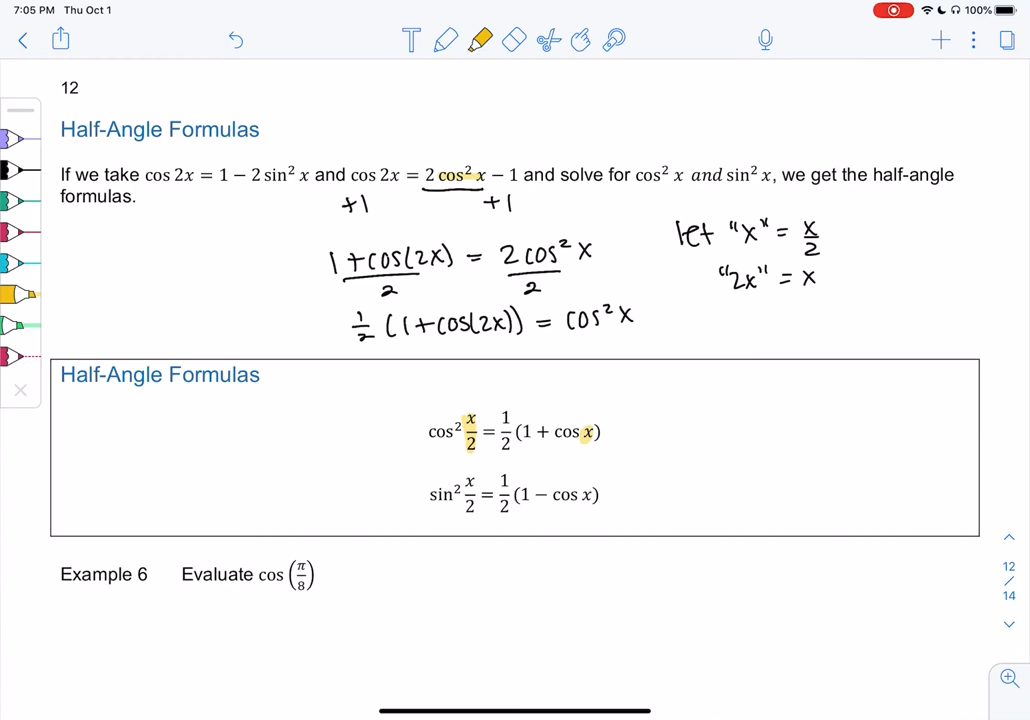 7:05 PM Thu Oct 1 100%
12
Half-Angle Formulas
If we take cos 2x = 1 − 2 sin² x and cos 2x = 2 cos² x − 1 and solve for cos² x and sin² x, we get the half-angle
formulas.
+1 +1
1+cos(2x) = 2cos²x
2 2
let "x" = x/2
"2x" = x
1/2 (1+cos(2x)) = cos²x
Half-Angle Formulas
cos² x/2 = 1/2 (1 + cos x)
sin² x/2 = 1/2 (1 − cos x)
Example 6 Evaluate cos (π/8)
12
/
14